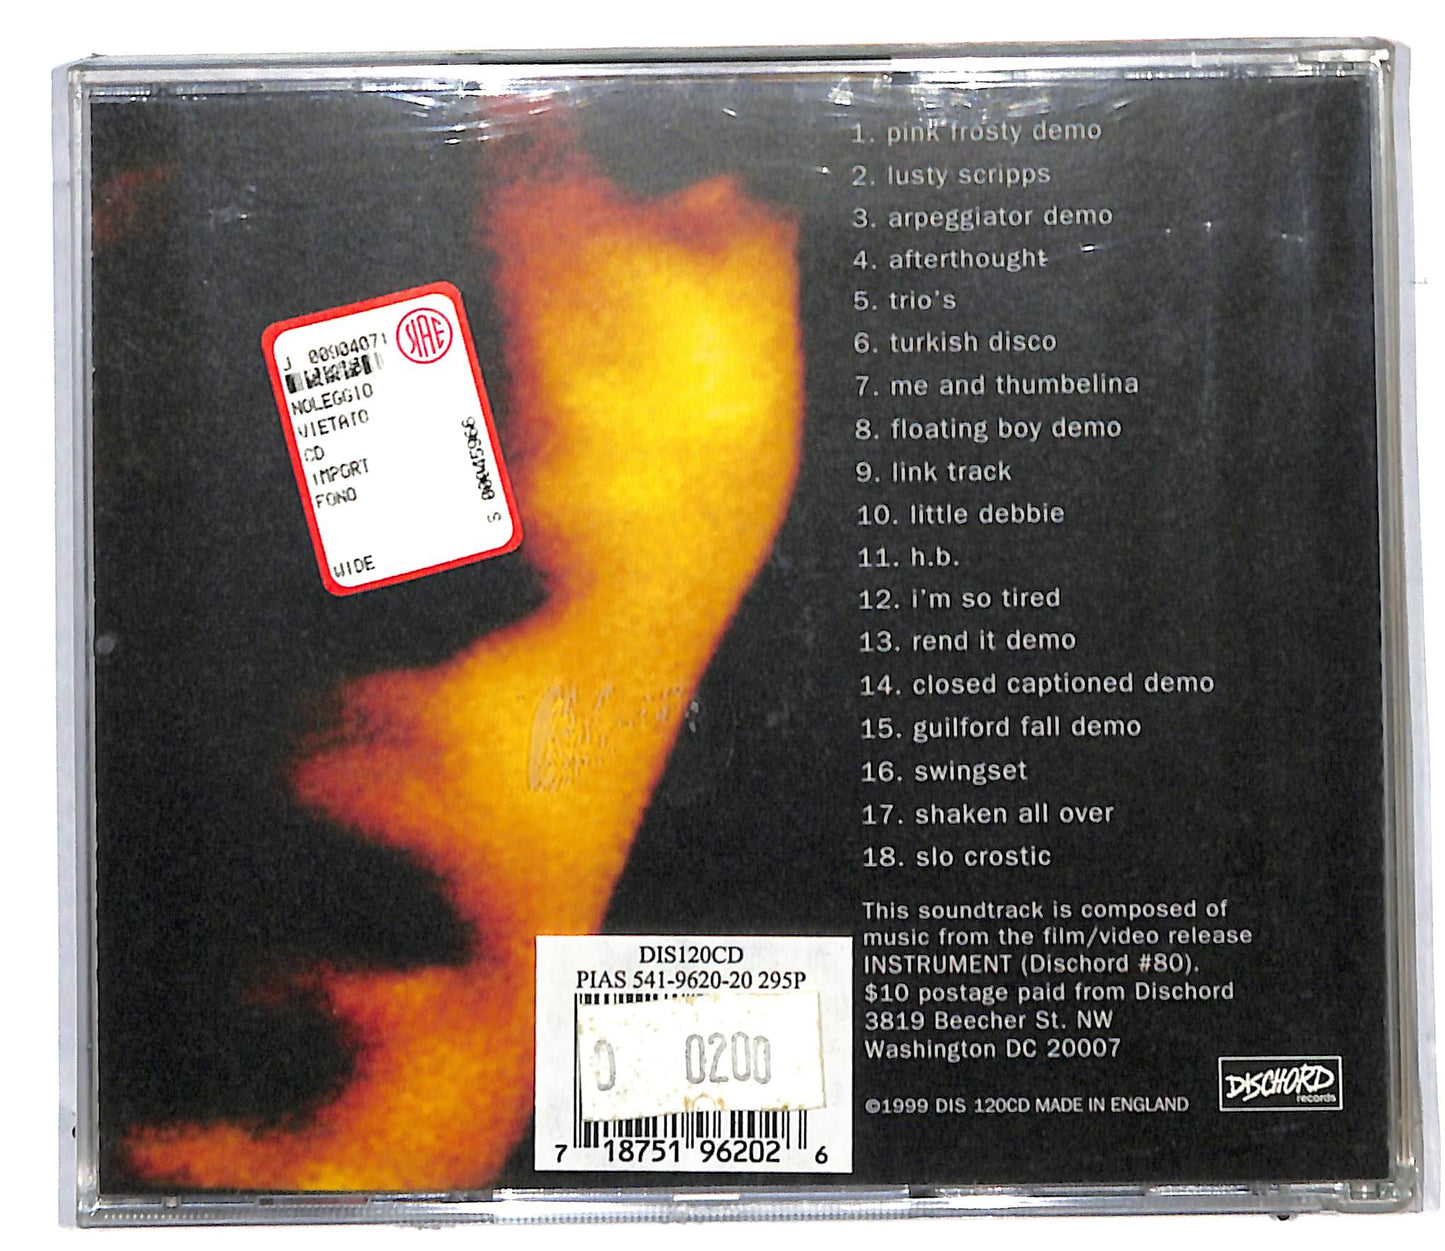 1. pink frosty demo
2. lusty scripps
3. arpeggiator demo
4. afterthought
5. trio's
6. turkish disco
7. me and thumbelina
8. floating boy demo
9. link track
10. little debbie
11. h.b.
12. i'm so tired
13. rend it demo
14. closed captioned demo
15. guilford fall demo
16. swingset
17. shaken all over
18. slo crostic
This soundtrack is composed of
music from the film/video release
INSTRUMENT (Dischord #80).
$10 postage paid from Dischord
3819 Beecher St. NW
Washington DC 20007
©1999 DIS 120CD MADE IN ENGLAND
DISCHORD
records
J 00904071
SIAE
NOLEGGIO
VIETATO
CD
IMPORT
FONO
WIDE
S 00045966
DIS120CD
PIAS 541-9620-20 295P
0 0200
7 18751 96202 6